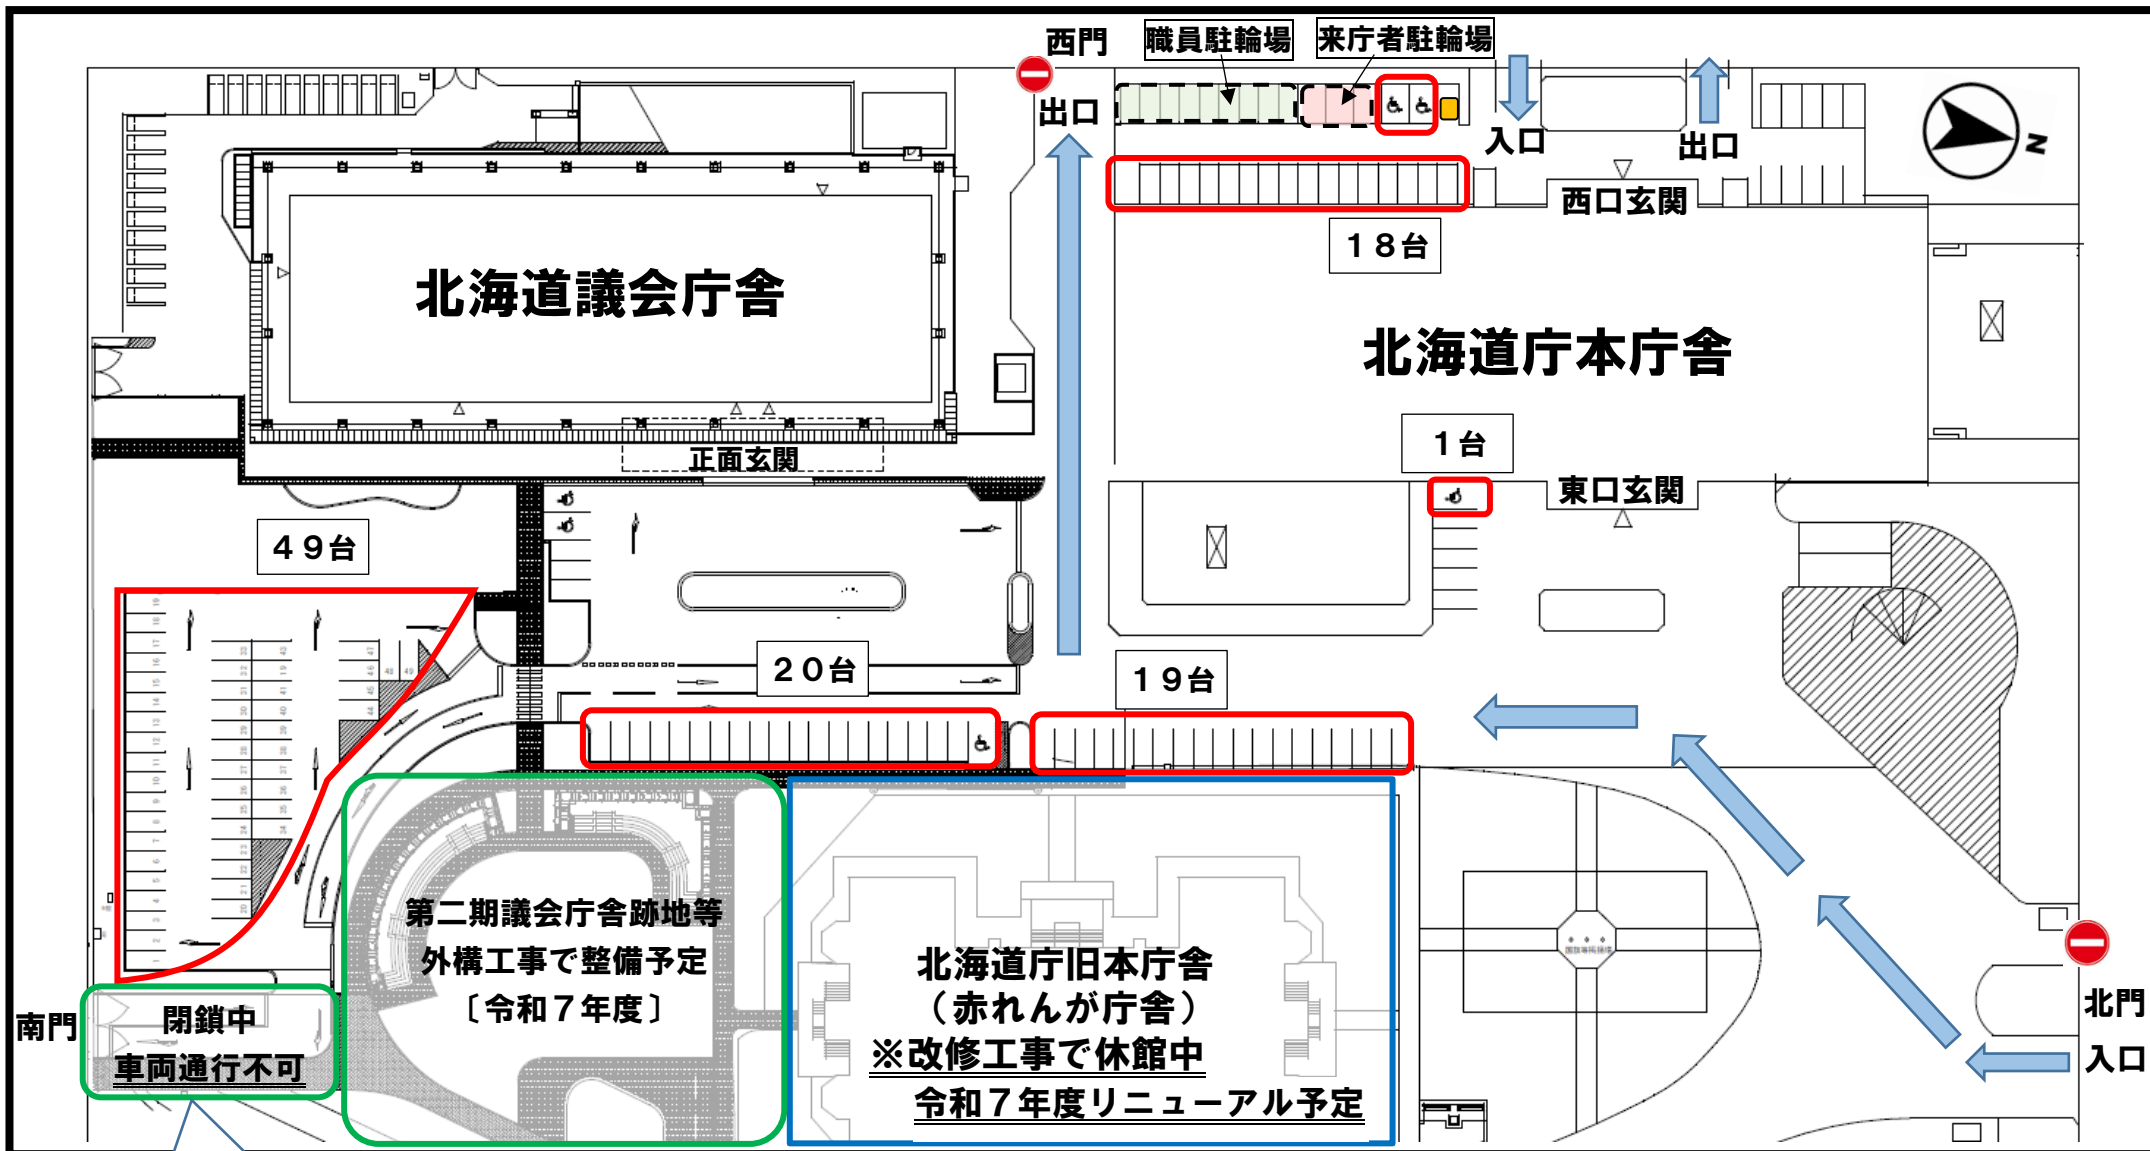 西門
職員駐輪場
来庁者駐輪場
出口
入口
出口
N
西口玄関
18台
北海道議会庁舎
北海道庁本庁舎
1台
正面玄関
東口玄関
49台
20台
19台
第二期議会庁舎跡地等
外構工事で整備予定
〔令和7年度〕
北海道庁旧本庁舎
(赤れんが庁舎)
※改修工事で休館中
令和7年度リニューアル予定
南門
閉鎖中
車両通行不可
北門
入口